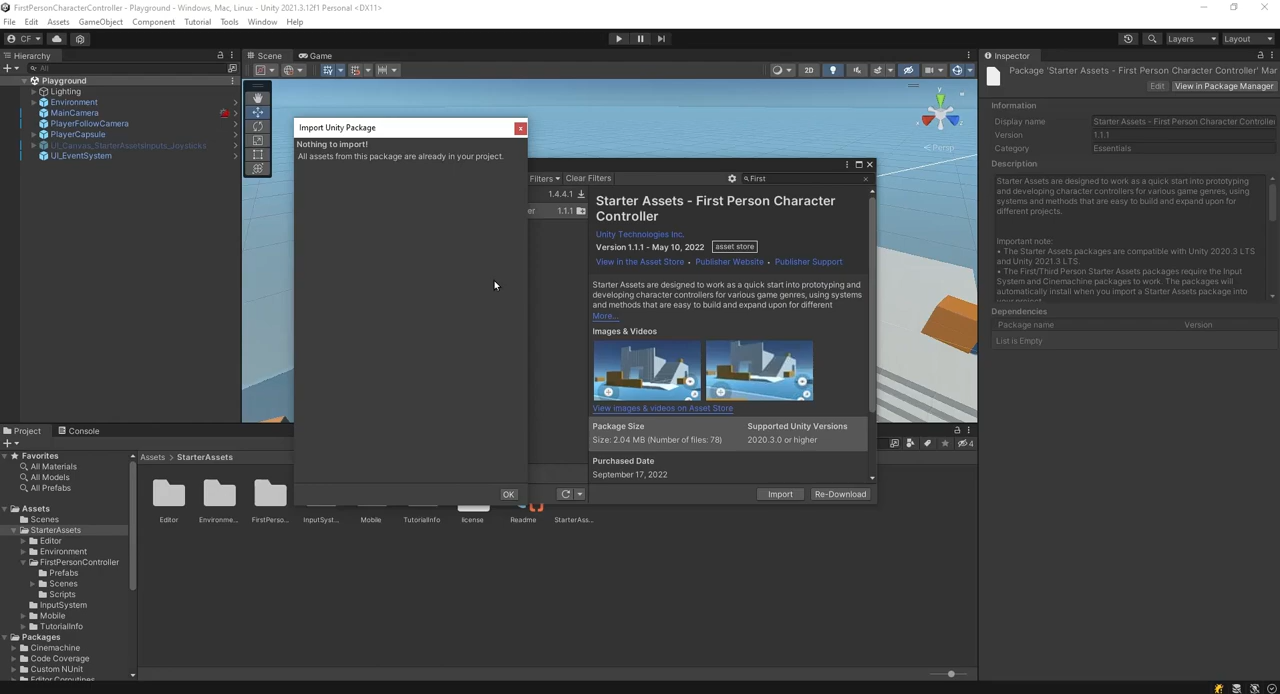 FirstPersonCharacterController - Playground - Windows, Mac, Linux - Unity 2021.3.12f1 Personal <DX11>
File Edit Assets GameObject Component Tutorial Tools Window Help
CF
Layers Layout
Hierarchy
All
Playground
Lighting
Environment
MainCamera
PlayerFollowCamera
PlayerCapsule
UI_Canvas_StarterAssetsInputs_Joysticks
UI_EventSystem
Scene Game
2D
y
Persp
Import Unity Package
x
Nothing to import!
All assets from this package are already in your project.
OK
Filters Clear Filters
First
1.4.4.1
er 1.1.1
Starter Assets - First Person Character
Controller
Unity Technologies Inc.
Version 1.1.1 - May 10, 2022 asset store
View in the Asset Store • Publisher Website • Publisher Support
Starter Assets are designed to work as a quick start into prototyping and
developing character controllers for various game genres, using systems
and methods that are easy to build and expand upon for different
More...
Images & Videos
View images & videos on Asset Store
Package Size Supported Unity Versions
Size: 2.04 MB (Number of files: 78) 2020.3.0 or higher
Purchased Date
September 17, 2022
Import Re-Download
Inspector
Package 'Starter Assets - First Person Character Controller' Mar
Edit View in Package Manager
Information
Display name Starter Assets - First Person Character Controller
Version 1.1.1
Category Essentials
Description
Starter Assets are designed to work as a quick start into prototyping
and developing character controllers for various game genres, using
systems and methods that are easy to build and expand upon for
different projects.
Important note:
• The Starter Assets packages are compatible with Unity 2020.3 LTS
and Unity 2021.3 LTS.
• The First/Third Person Starter Assets packages require the Input
System and Cinemachine packages to work. The packages will
automatically install when you import a Starter Assets package into
your project.
Dependencies
Package name Version
List is Empty
Project Console
4
Favorites
All Materials
All Models
All Prefabs
Assets
Scenes
StarterAssets
Editor
Environment
FirstPersonController
Prefabs
Scenes
Scripts
InputSystem
Mobile
TutorialInfo
Packages
Cinemachine
Code Coverage
Custom NUnit
Editor Coroutines
Assets > StarterAssets
Editor Environme... FirstPerso... InputSyst... Mobile TutorialInfo license Readme StarterAss...